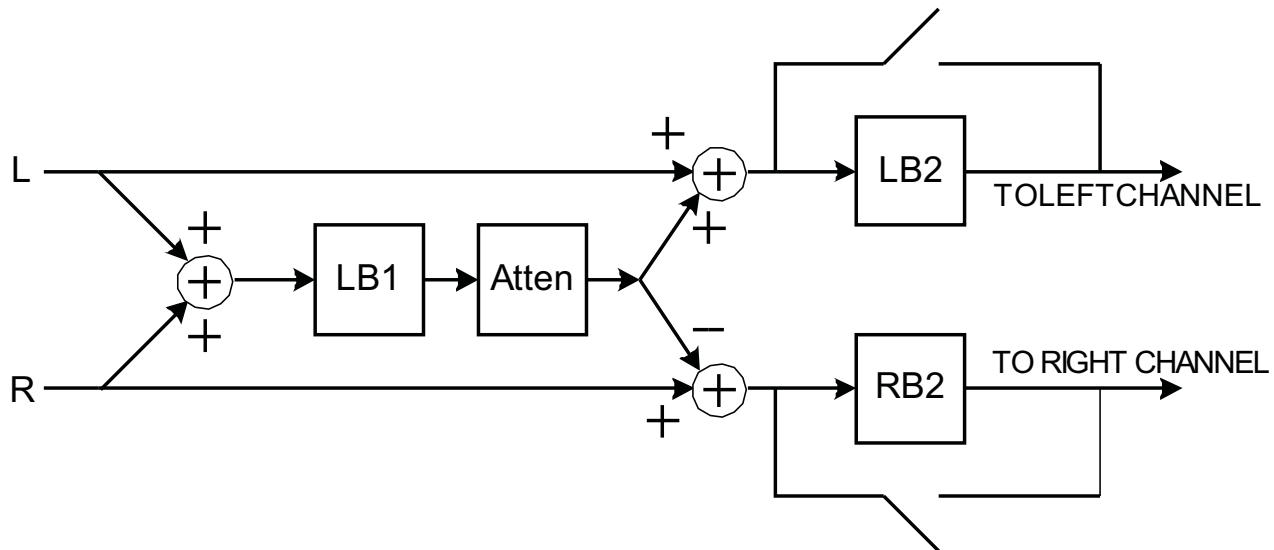 +
L
+
LB2
TOLEFTCHANNEL
+
+
+
LB1
Atten
+
+
−
R
+
+
RB2
TO RIGHT CHANNEL